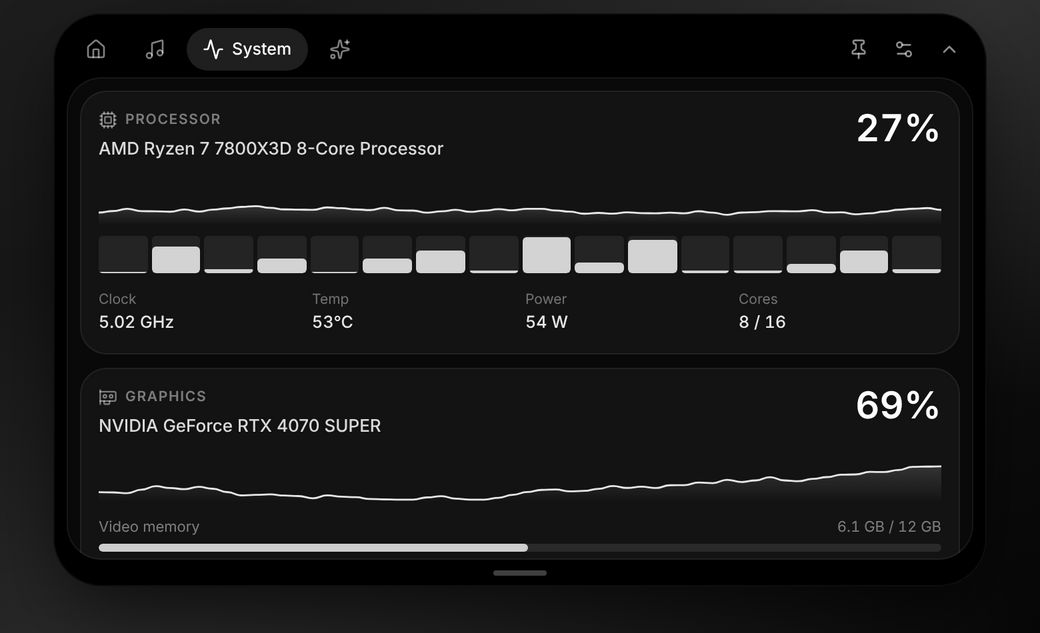 System
PROCESSOR
27%
AMD Ryzen 7 7800X3D 8-Core Processor
Clock
Temp
Power
Cores
5.02 GHz
53°C
54 W
8 / 16
GRAPHICS
69%
NVIDIA GeForce RTX 4070 SUPER
Video memory
6.1 GB / 12 GB